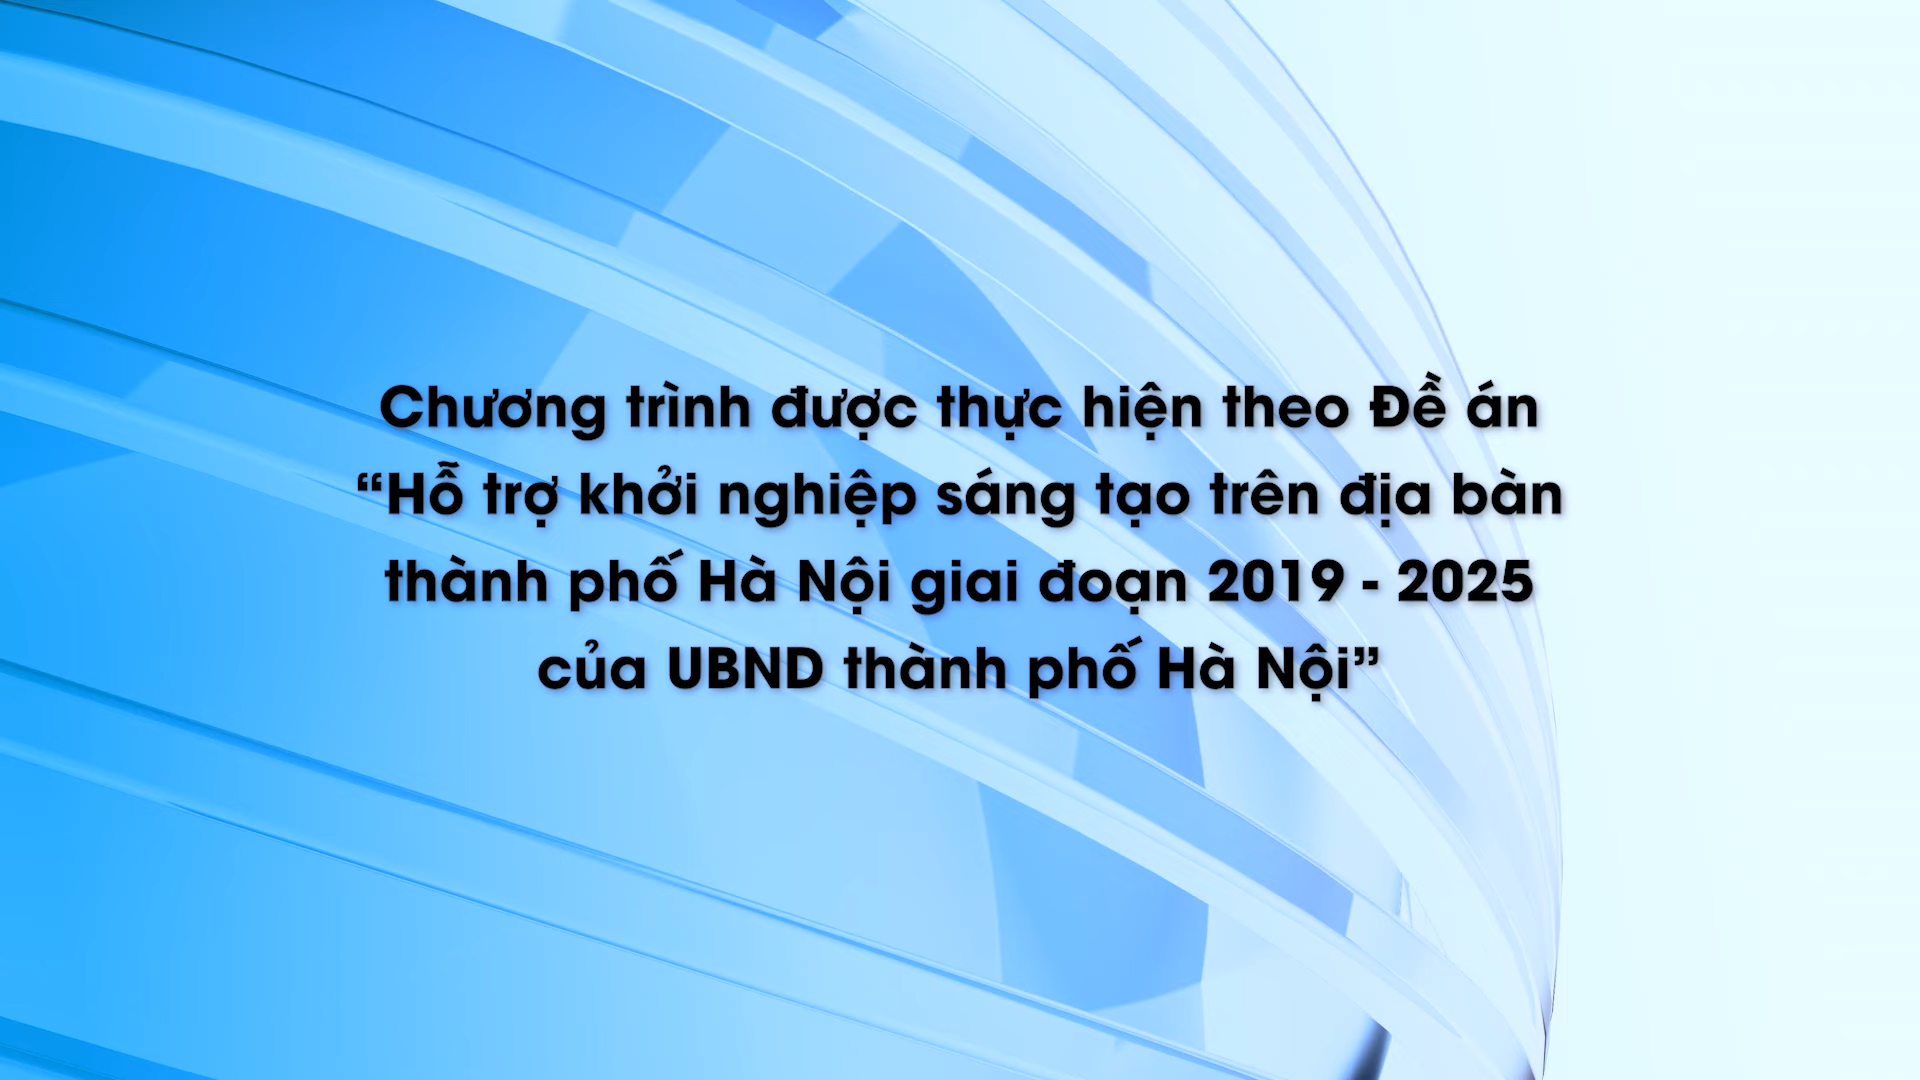 Chương trình được thực hiện theo Đề án
“Hỗ trợ khởi nghiệp sáng tạo trên địa bàn
thành phố Hà Nội giai đoạn 2019 - 2025
của UBND thành phố Hà Nội”